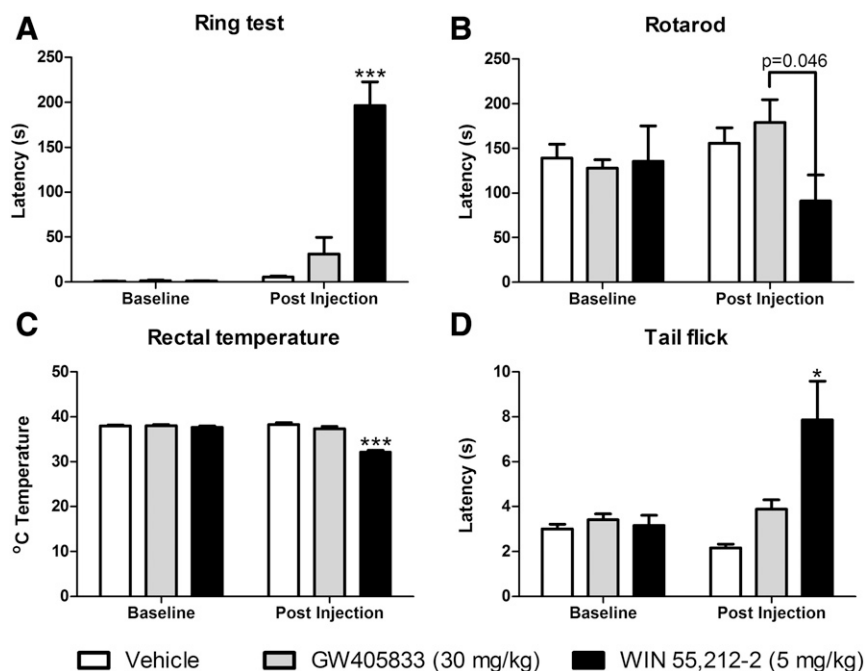 A
Ring test
Latency (s)
250
200
150
100
50
0
***
Baseline
Post Injection
B
Rotarod
Latency (s)
250
200
150
100
50
0
p=0.046
Baseline
Post Injection
C
Rectal temperature
°C Temperature
50
40
30
20
10
0
***
Baseline
Post Injection
D
Tail flick
Latency (s)
10
8
6
4
2
0
*
Baseline
Post Injection
Vehicle
GW405833 (30 mg/kg)
WIN 55,212-2 (5 mg/kg)